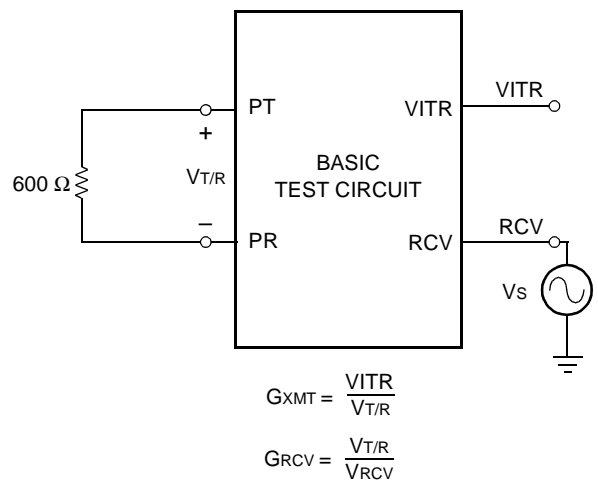 PT
VITR
VITR
+
BASIC
TEST CIRCUIT
600 Ω
VT/R
–
PR
RCV
RCV
VS
GXMT = VITR
VT/R
GRCV = VT/R
VRCV